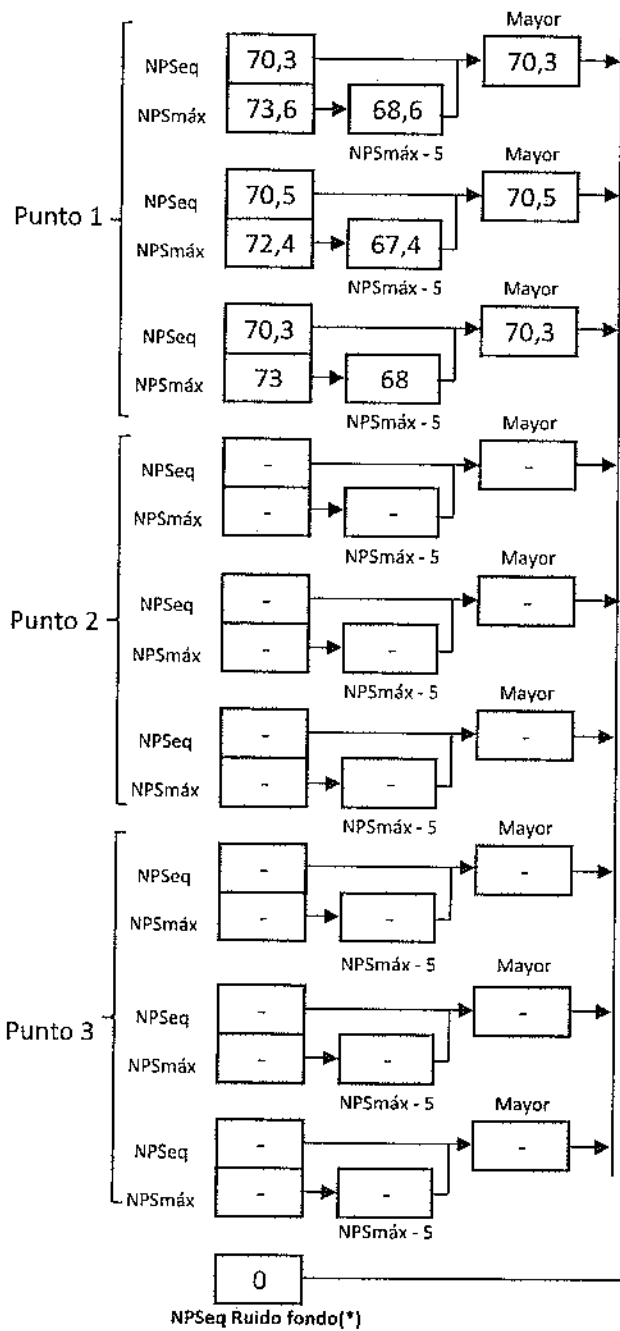 Mayor
NPSeq 70,3 70,3
NPSmáx 73,6 68,6
NPSmáx - 5
Mayor
Punto 1
NPSeq 70,5 70,5
NPSmáx 72,4 67,4
NPSmáx - 5
Mayor
NPSeq 70,3 70,3
NPSmáx 73 68
NPSmáx - 5
Mayor
NPSeq - -
NPSmáx - -
NPSmáx - 5
Mayor
Punto 2
NPSeq - -
NPSmáx - -
NPSmáx - 5
Mayor
NPSeq - -
NPSmáx - -
NPSmáx - 5
Mayor
NPSeq - -
NPSmáx - -
NPSmáx - 5
Mayor
Punto 3
NPSeq - -
NPSmáx - -
NPSmáx - 5
Mayor
NPSeq - -
NPSmáx - -
NPSmáx - 5
0
NPSeq Ruido fondo(*)